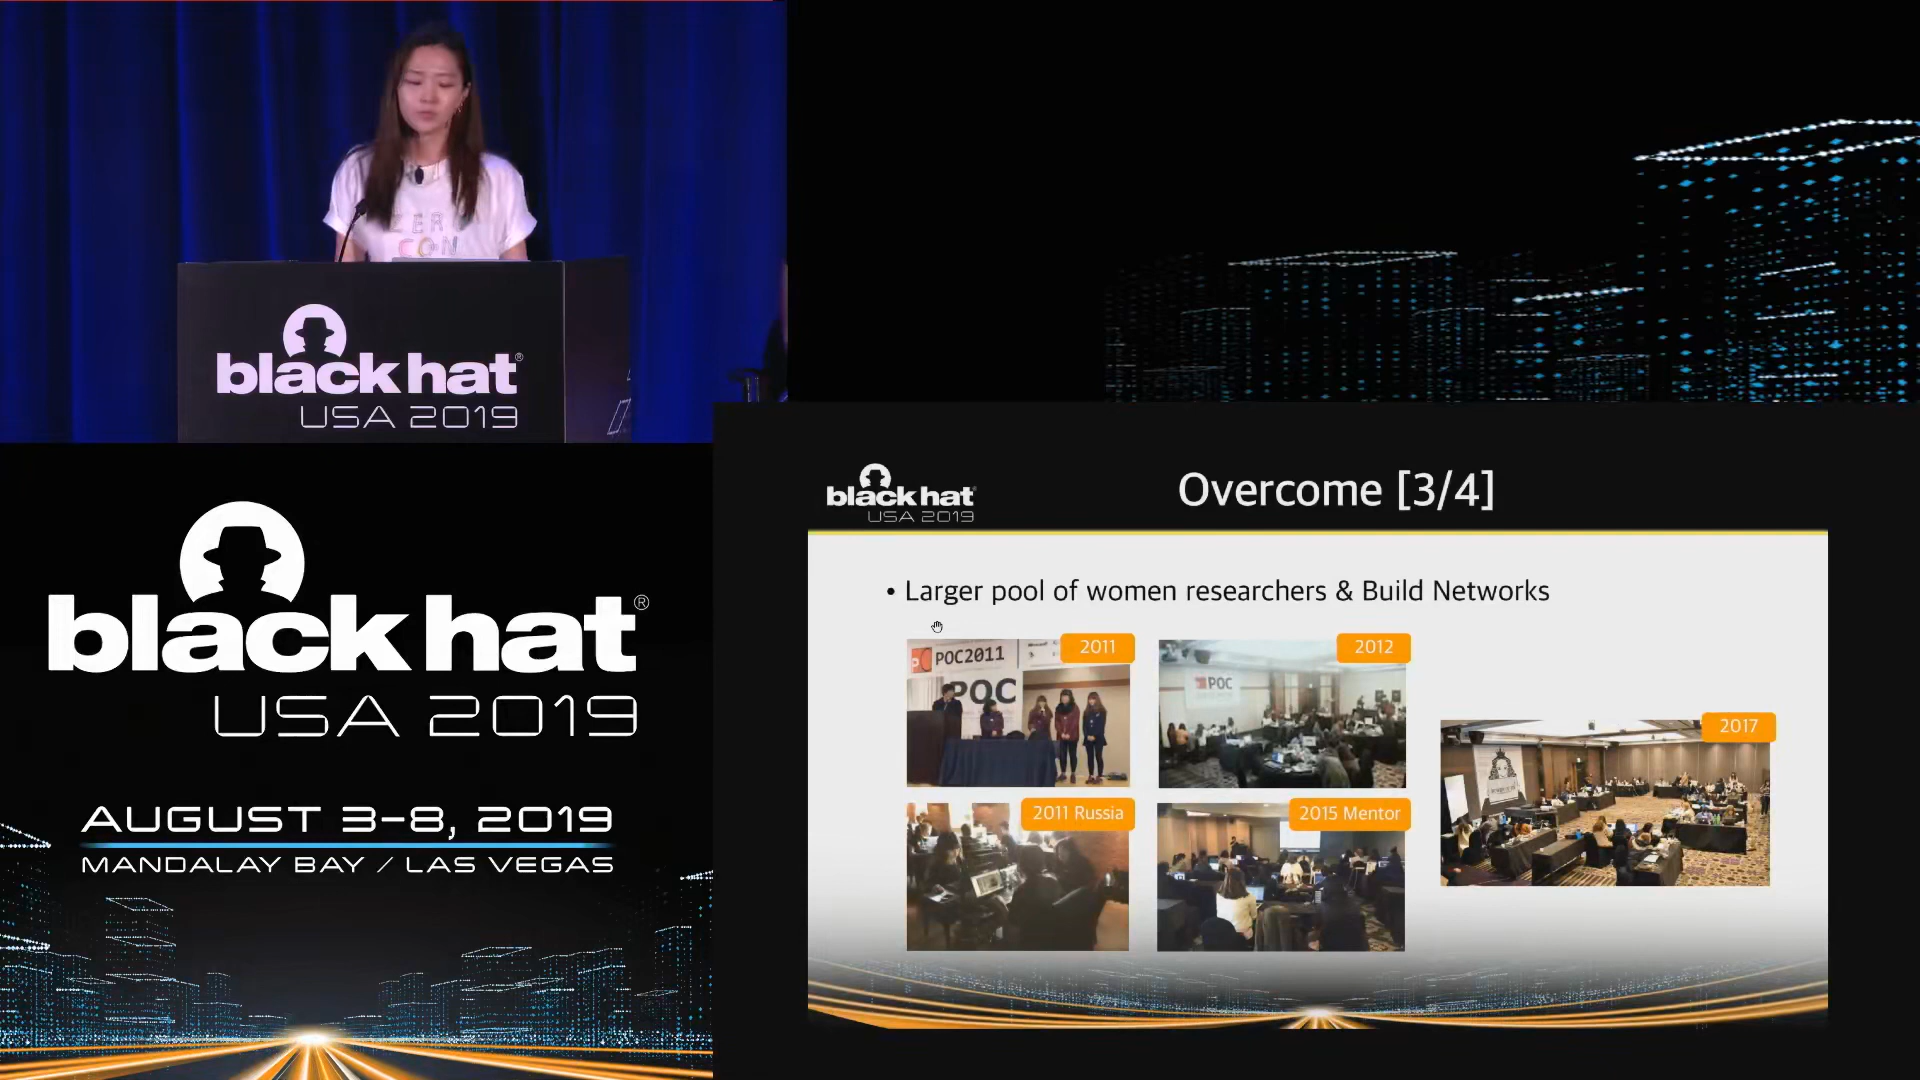 ZER
CON
black hat®
USA 2019
black hat®
USA 2019
AUGUST 3-8, 2019
MANDALAY BAY / LAS VEGAS
black hat
USA 2019
Overcome [3/4]
• Larger pool of women researchers & Build Networks
2011
POC2011
POC
2012
POC
2017
2011 Russia
2015 Mentor